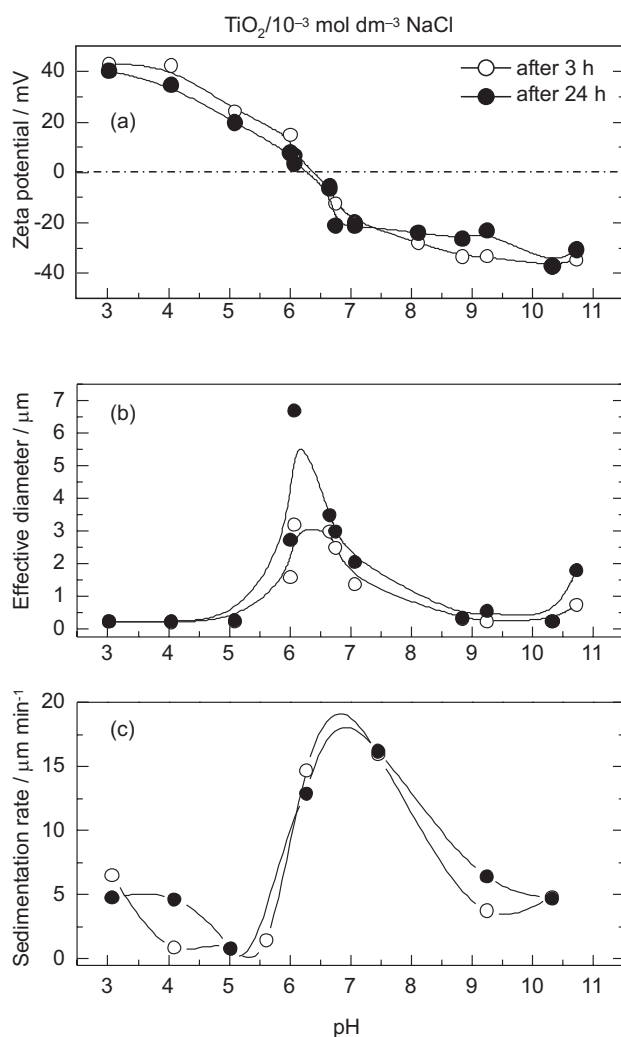 TiO₂/10⁻³ mol dm⁻³ NaCl
after 3 h
after 24 h
(a)
Zeta potential / mV
40
20
0
-20
-40
3 4 5 6 7 8 9 10 11
(b)
Effective diameter / μm
7
6
5
4
3
2
1
0
3 4 5 6 7 8 9 10 11
(c)
Sedimentation rate / μm min⁻¹
20
15
10
5
0
3 4 5 6 7 8 9 10 11
pH